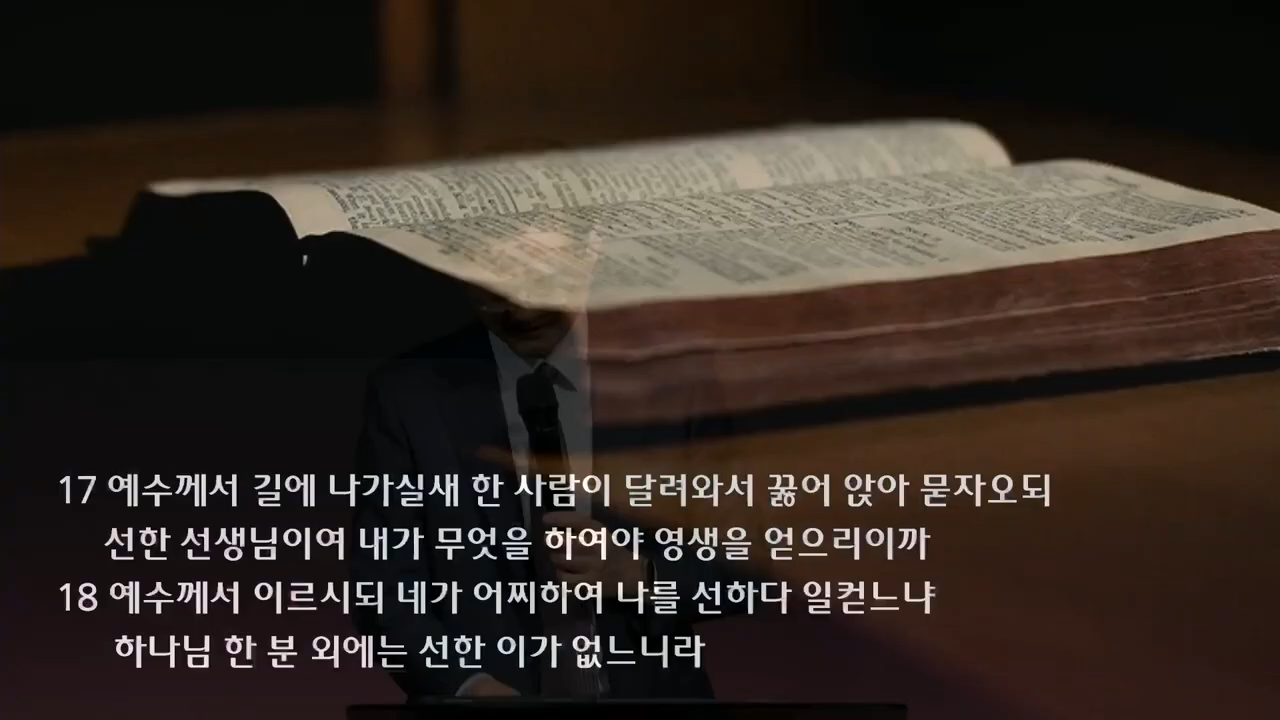 17 예수께서 길에 나가실새 한 사람이 달려와서 꿇어 앉아 묻자오되
선한 선생님이여 내가 무엇을 하여야 영생을 얻으리이까
18 예수께서 이르시되 네가 어찌하여 나를 선하다 일컫느냐
하나님 한 분 외에는 선한 이가 없느니라